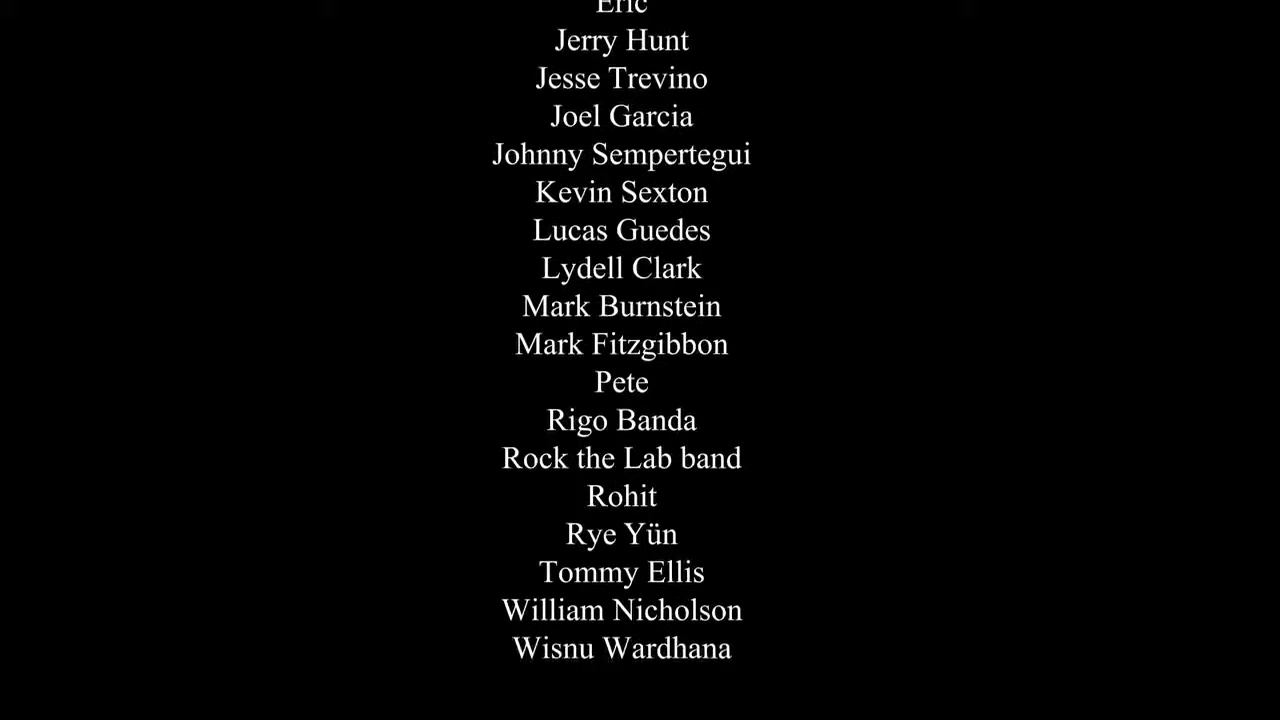 Eric
Jerry Hunt
Jesse Trevino
Joel Garcia
Johnny Sempertegui
Kevin Sexton
Lucas Guedes
Lydell Clark
Mark Burnstein
Mark Fitzgibbon
Pete
Rigo Banda
Rock the Lab band
Rohit
Rye Yün
Tommy Ellis
William Nicholson
Wisnu Wardhana